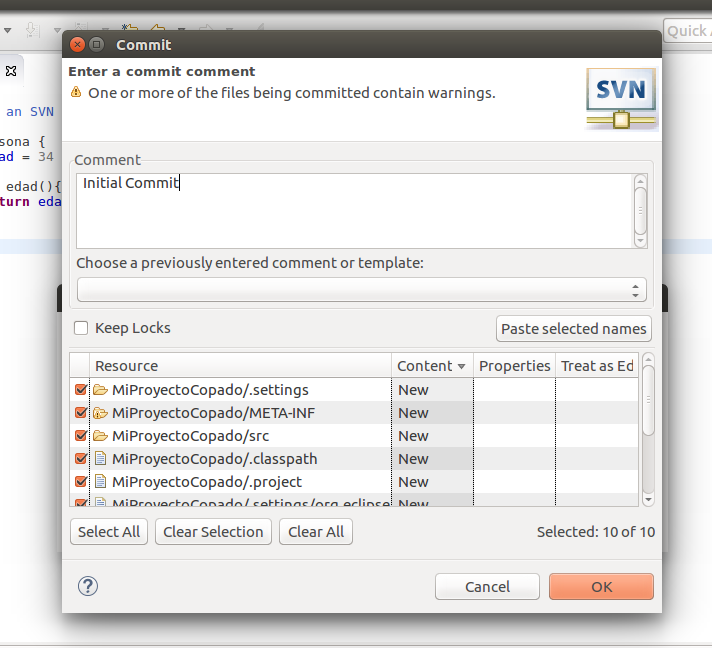 Commit
Quick
Enter a commit comment
One or more of the files being committed contain warnings.
SVN
an SVN
sona {
ad = 34
edad(){
turn eda
Comment
Initial Commit
Choose a previously entered comment or template:
Keep Locks
Paste selected names
Resource Content Properties Treat as Ed
MiProyectoCopado/.settings New
MiProyectoCopado/META-INF New
MiProyectoCopado/src New
MiProyectoCopado/.classpath New
MiProyectoCopado/.project New
MiProyectoCopado/.settings/org.eclipse New
Select All Clear Selection Clear All Selected: 10 of 10
? Cancel OK